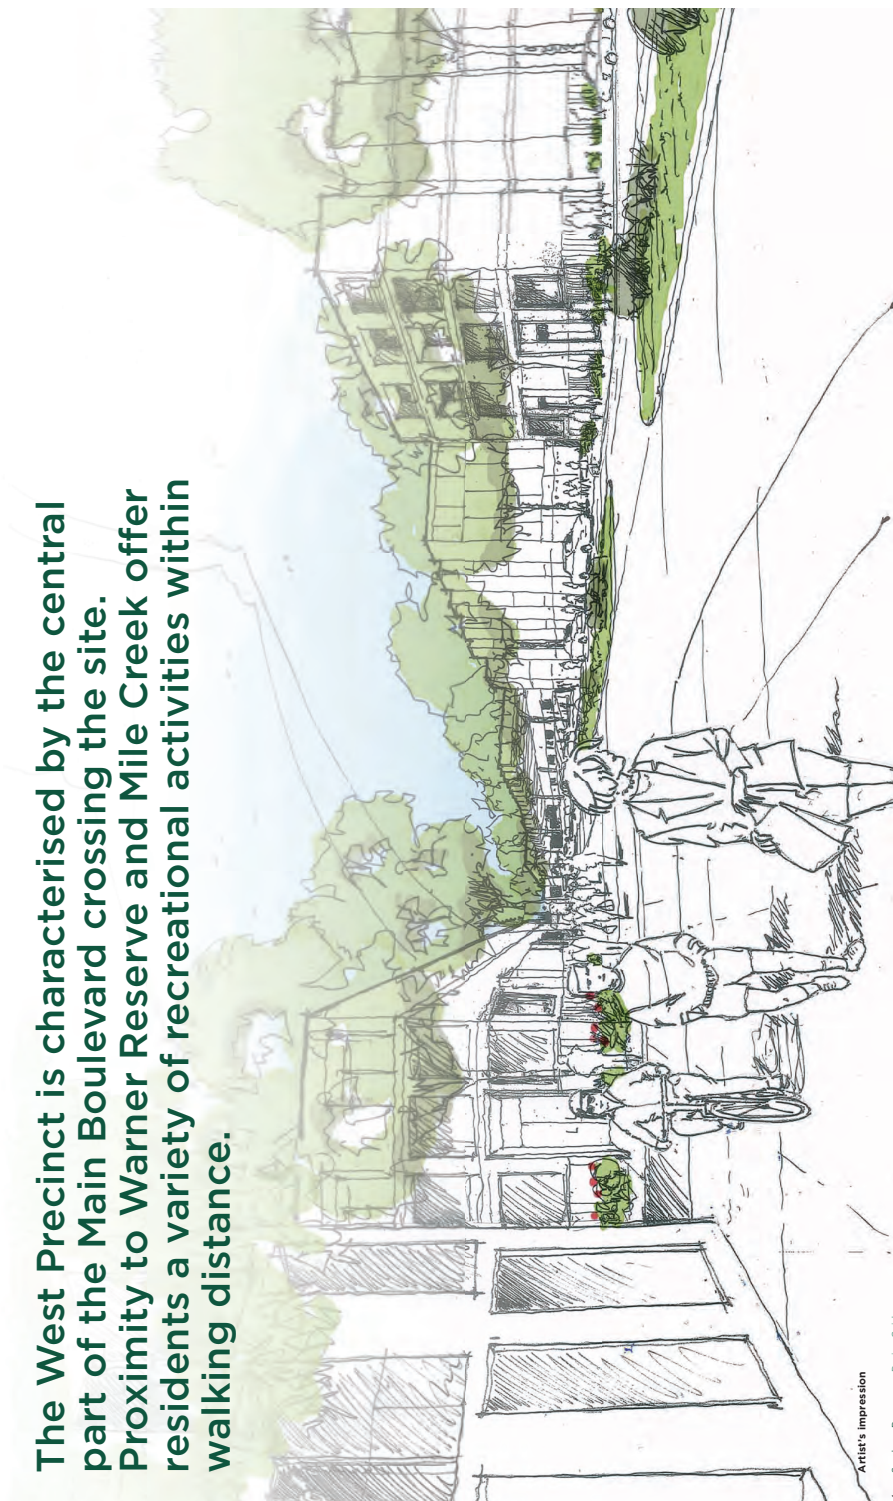 The West Precinct is characterised by the central
part of the Main Boulevard crossing the site.
Proximity to Warner Reserve and Mile Creek offer
residents a variety of recreational activities within
walking distance.
Artist's impression